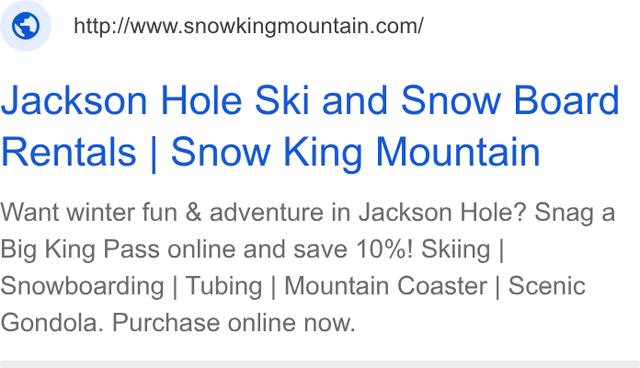 http://www.snowkingmountain.com/
Jackson Hole Ski and Snow Board
Rentals | Snow King Mountain
Want winter fun & adventure in Jackson Hole? Snag a
Big King Pass online and save 10%! Skiing |
Snowboarding | Tubing | Mountain Coaster | Scenic
Gondola. Purchase online now.